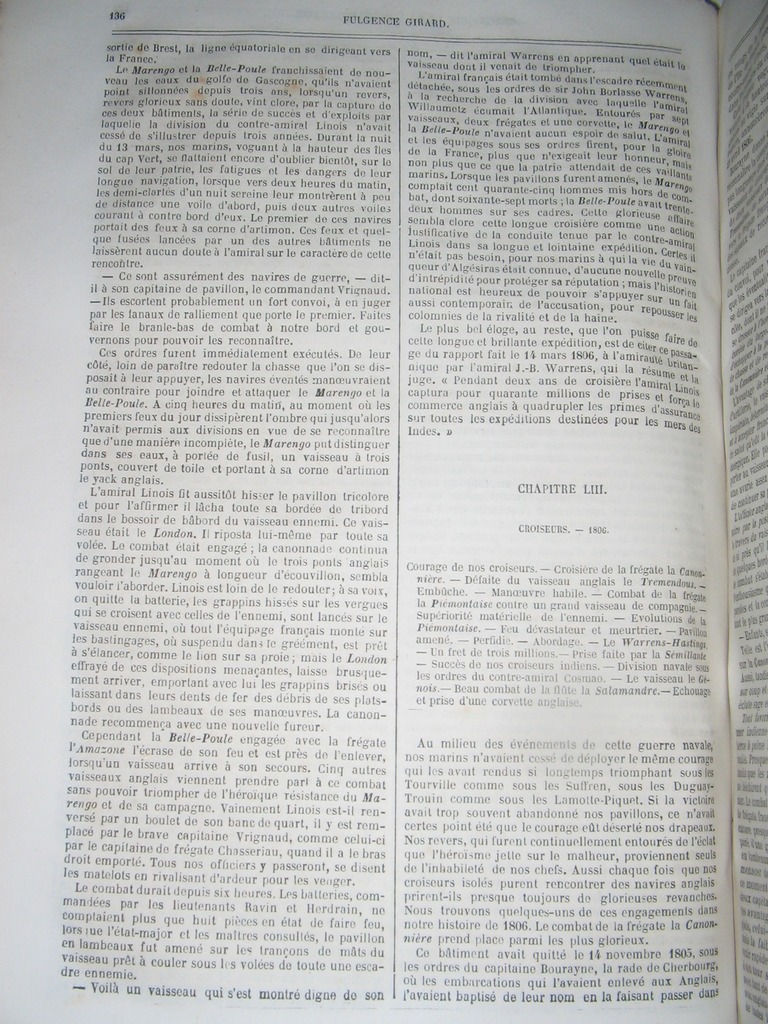 136
FULGENCE GIRARD.
sortie de Brest, la ligne équatoriale en se dirigeant vers
la France.
Le Marengo et la Belle-Poule franchissaient de nou-
veau les eaux du golfe de Gascogne, qu'ils n'avaient
point sillonnées depuis trois ans, lorsqu'un revers,
revers glorieux sans doute, vint clore, par la capture de
ces deux bâtiments, la série de succès et d'exploits par
laquelle la division du contre-amiral Linois n'avait
cessé de s'illustrer depuis trois années. Durant la nuit
du 13 mars, nos marins, voguant à la hauteur des îles
du cap Vert, se flattaient encore d'oublier bientôt, sur le
sol de leur patrie, les fatigues et les dangers de leur
longue navigation, lorsque vers deux heures du matin,
les demi-clartés d'un nuit sereine leur montrèrent à peu
de distance une voile d'abord, puis deux autres voiles
courant à contre bord d'eux. Le premier de ces navires
portait des feux à sa corne d'artimon. Ces feux et quel-
que fusées lancées par un des autres bâtiments ne
laissèrent aucun doute à l'amiral sur le caractère de cette
rencontre.
— Ce sont assurément des navires de guerre, — dit-
il à son capitaine de pavillon, le commandant Vrignaud.
—Ils escortent probablement un fort convoi, à en juger
par les fanaux de ralliement que porte le premier. Faites
faire le branle-bas de combat à notre bord et gou-
vernons pour pouvoir les reconnaître.
Ces ordres furent immédiatement exécutés. De leur
côté, loin de paraître redouter la chasse que l'on se dis-
posait à leur appuyer, les navires éventés manœuvraient
au contraire pour joindre et attaquer le Marengo et la
Belle-Poule. A cinq heures du matin, au moment où les
premiers feux du jour dissipèrent l'ombre qui jusqu'alors
n'avait permis aux divisions en vue de se reconnaître
que d'une manière incomplète, le Marengo put distinguer
dans ses eaux, à portée de fusil, un vaisseau à trois
ponts, couvert de toile et portant à sa corne d'artimon
le yack anglais.
L'amiral Linois fit aussitôt hisser le pavillon tricolore
et pour l'affirmer il lâcha toute sa bordée de tribord
dans le bossoir de bâbord du vaisseau ennemi. Ce vais-
seau était le London. Il riposta lui-même par toute sa
volée. Le combat était engagé ; la canonnade continua
de gronder jusqu'au moment où le trois ponts anglais
rangeant le Marengo à longueur d'écouvillon, sembla
vouloir l'aborder. Linois est loin de le redouter; à sa voix,
on quitte la batterie, les grappins hissés sur les vergues
qui se croisent avec celles de l'ennemi, sont lancés sur le
vaisseau ennemi, où tout l'équipage français monté sur
les bastingages, où suspendu dans le gréement, est prêt
à s'élancer, comme le lion sur sa proie; mais le London
effrayé de ces dispositions menaçantes, laisse brusque-
ment arriver, emportant avec lui les grappins brisés ou
laissant dans leurs dents de fer des débris de ses plats-
bords ou des lambeaux de ses manœuvres. La canon-
nade recommença avec une nouvelle fureur.
Cependant la Belle-Poule engagée avec la frégate
l'Amazone l'écrase de son feu et est près de l'enlever,
lorsqu'un vaisseau arrive à son secours. Cinq autres
vaisseaux anglais viennent prendre part à ce combat
sans pouvoir triompher de l'héroïque résistance du Ma-
rengo et de sa campagne. Vainement Linois est-il ren-
versé par un boulet de son banc de quart, il y est rem-
placé par le brave capitaine Vrignaud, comme celui-ci
par le capitaine de frégate Chasseriau, quand il a le bras
droit emporté. Tous nos officiers y passeront, se disent
les matelots en rivalisant d'ardeur pour les venger.
Le combat durait depuis six heures. Les batteries, com-
mandées par les lieutenants Ravin et Herdrain, ne
complaient plus que huit pièces en état de faire feu,
lorsque l'état-major et les maîtres consultés, le pavillon
en lambeaux fut amené sur les tronçons de mâts du
vaisseau prêt à couler sous les volées de toute une esca-
dre ennemie.
— Voilà un vaisseau qui s'est montré digne de son
nom, — dit l'amiral Warrens en apprenant quel était le
vaisseau dont il venait de triompher.
L'amiral français était tombé dans l'escadre récemment
détachée, sous les ordres de sir John Borlasse Warrens,
à la recherche de la division avec laquelle l'amiral
Willaumetz écumait l'Atlantique. Entourés par sept
vaisseaux, deux frégates et une corvette, le Marengo et
la Belle-Poule n'avaient aucun espoir de salut. L'amiral
et les équipages sous ses ordres firent, pour la gloire
de la France, plus que n'exigeait leur honneur, mais
non plus que ce que la patrie attendait de ces vaillants
marins. Lorsque les pavillons furent amenés, le Marengo
comptait cent quarante-cinq hommes mis hors de com-
bat, dont soixante-sept morts ; la Belle-Poule avait trente-
deux hommes sur ses cadres. Cette glorieuse affaire
sembla clore cette longue croisière comme une action
justificative de la conduite tenue par le contre-amiral
Linois dans sa longue et lointaine expédition. Certes il
n'était pas besoin, pour nos marins à qui la vie du vain-
queur d'Algésiras était connue, d'aucune nouvelle preuve
d'intrépidité pour protéger sa réputation ; mais l'historien
national est heureux de pouvoir s'appuyer sur un fait
aussi contemporain de l'accusation, pour repousser les
colomnies de la rivalité et de la haine.
Le plus bel éloge, au reste, que l'on puisse faire de
cette longue et brillante expédition, est de citer ce passa-
ge du rapport fait le 14 mars 1806, à l'amirauté britan-
nique par l'amiral J.-B. Warrens, qui la résume et la
juge. « Pendant deux ans de croisière l'amiral Linois
captura pour quarante millions de prises et força le
commerce anglais à quadrupler les primes d'assurance
sur toutes les expéditions destinées pour les mers des
Indes. »
CHAPITRE LIII.
CROISEURS. — 1806.
Courage de nos croiseurs. — Croisière de la frégate la Canon-
nière. — Défaite du vaisseau anglais le Tremendous. —
Embûche. — Manœuvre habile. — Combat de la frégate
la Piémontaise contre un grand vaisseau de compagnie. —
Supériorité matérielle de l'ennemi. — Evolutions de la
Piémontaise. — Feu dévastateur et meurtrier. — Pavillon
amené. — Perfidie. — Abordage. — Le Warrens-Hastings.
— Un fret de trois millions. — Prise faite par la Sémillante
— Succès de nos croiseurs indiens. — Division navale sous
les ordres du contre-amiral Cosmao. — Le vaisseau le Gé-
nois. — Beau combat de la flûte la Salamandre. — Echouage
et prise d'une corvette anglaise.
Au milieu des événements de cette guerre navale,
nos marins n'avaient cessé de déployer le même courage
qui les avait rendus si longtemps triomphant sous les
Tourville comme sous les Suffren, sous les Duguay-
Trouin comme sous les Lamotte-Piquet. Si la victoire
avait trop souvent abandonné nos pavillons, ce n'avait
certes point été que le courage eût déserté nos drapeaux.
Nos revers, qui furent continuellement entourés de l'éclat
que l'héroïsme jette sur le malheur, proviennent seuls
de l'inhabileté de nos chefs. Aussi chaque fois que nos
croiseurs isolés purent rencontrer des navires anglais
prirent-ils presque toujours de glorieuses revanches.
Nous trouvons quelques-uns de ces engagements dans
notre histoire de 1806. Le combat de la frégate la Canon-
nière prend place parmi les plus glorieux.
Ce bâtiment avait quitté le 14 novembre 1805, sous
les ordres du capitaine Bourayne, la rade de Cherbourg,
où les embarcations qui l'avaient enlevé aux Anglais,
l'avaient baptisé de leur nom en la faisant passer dans